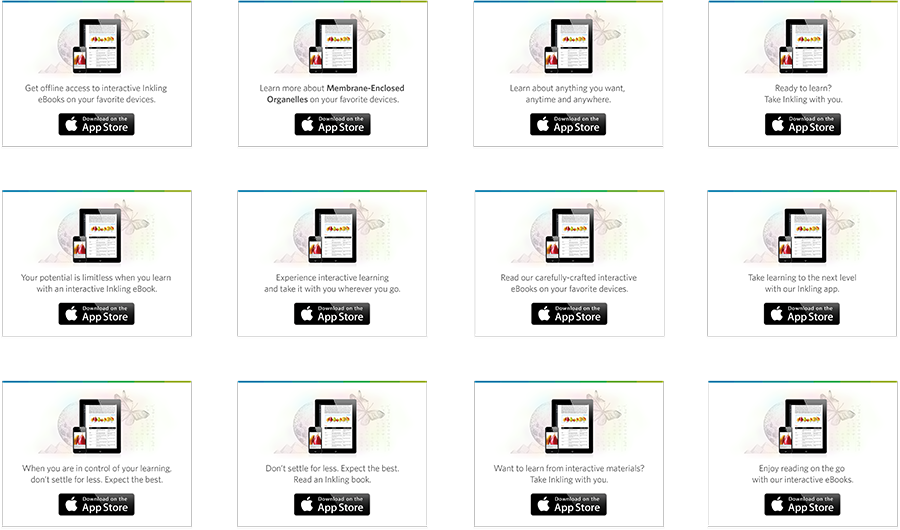 Get offline access to interactive Inkling
eBooks on your favorite devices.
Download on the
App Store
Learn more about Membrane-Enclosed
Organelles on your favorite devices.
Download on the
App Store
Learn about anything you want,
anytime and anywhere.
Download on the
App Store
Ready to learn?
Take Inkling with you.
Download on the
App Store
Your potential is limitless when you learn
with an interactive Inkling eBook.
Download on the
App Store
Experience interactive learning
and take it with you wherever you go.
Download on the
App Store
Read our carefully-crafted interactive
eBooks on your favorite devices.
Download on the
App Store
Take learning to the next level
with our Inkling app.
Download on the
App Store
When you are in control of your learning,
don't settle for less. Expect the best.
Download on the
App Store
Don't settle for less. Expect the best.
Read an Inkling book.
Download on the
App Store
Want to learn from interactive materials?
Take Inkling with you.
Download on the
App Store
Enjoy reading on the go
with our interactive eBooks.
Download on the
App Store